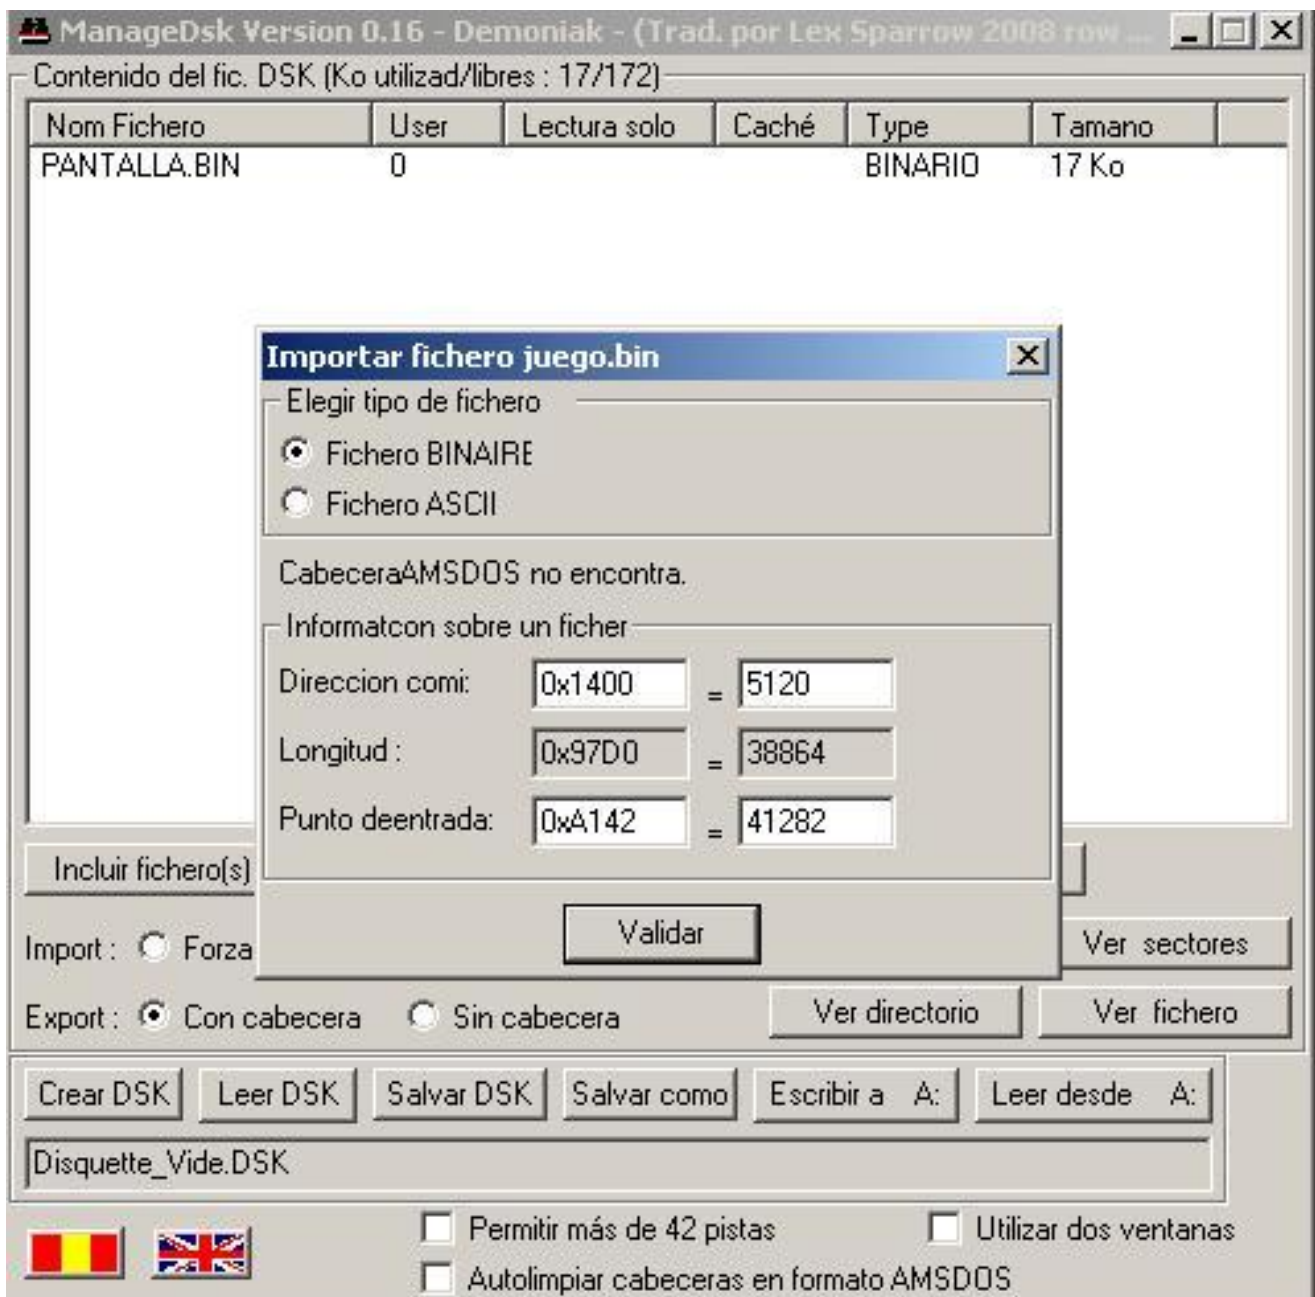 ManageDsk Version 0.16 - Demoniak - (Trad. por Lex Sparrow 2008 row ...
Contenido del fic. DSK (Ko utilizad/libres : 17/172)
Nom Fichero User Lectura solo Caché Type Tamano
PANTALLA.BIN 0 BINARIO 17 Ko
Importar fichero juego.bin
Elegir tipo de fichero
Fichero BINAIRE
Fichero ASCII
CabeceraAMSDOS no encontra.
Informatcon sobre un ficher
Direccion comi: 0x1400 = 5120
Longitud : 0x97D0 = 38864
Punto deentrada: 0xA142 = 41282
Incluir fichero(s)
Validar
Import : Forza Ver sectores
Export : Con cabecera Sin cabecera Ver directorio Ver fichero
Crear DSK Leer DSK Salvar DSK Salvar como Escribir a A: Leer desde A:
Disquette_Vide.DSK
Permitir más de 42 pistas Utilizar dos ventanas
Autolimpiar cabeceras en formato AMSDOS